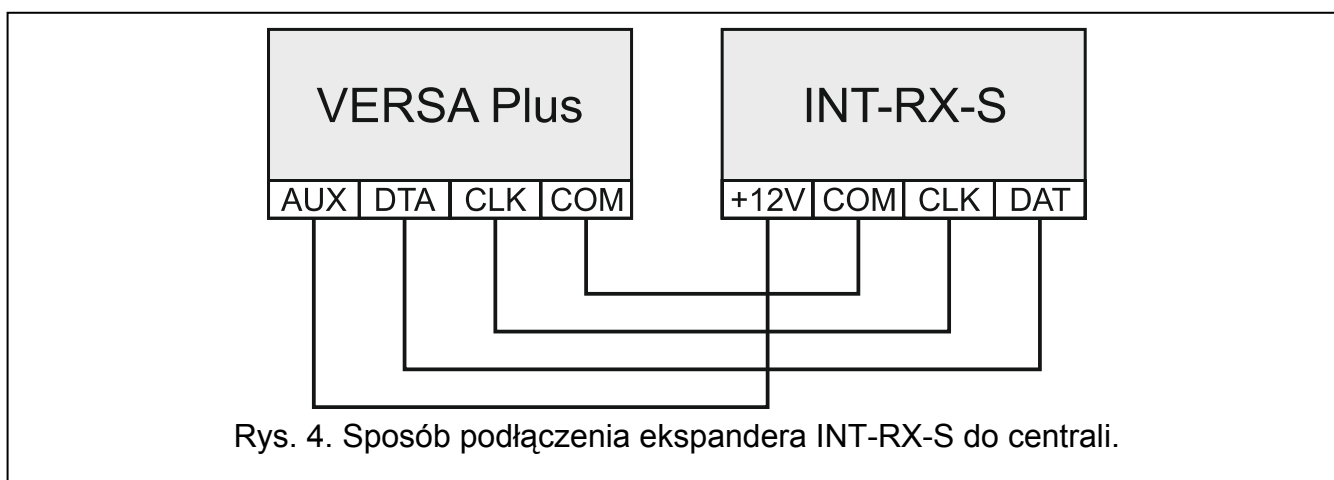 VERSA Plus INT-RX-S
AUX DTA CLK COM +12V COM CLK DAT
Rys. 4. Sposób podłączenia ekspandera INT-RX-S do centrali.